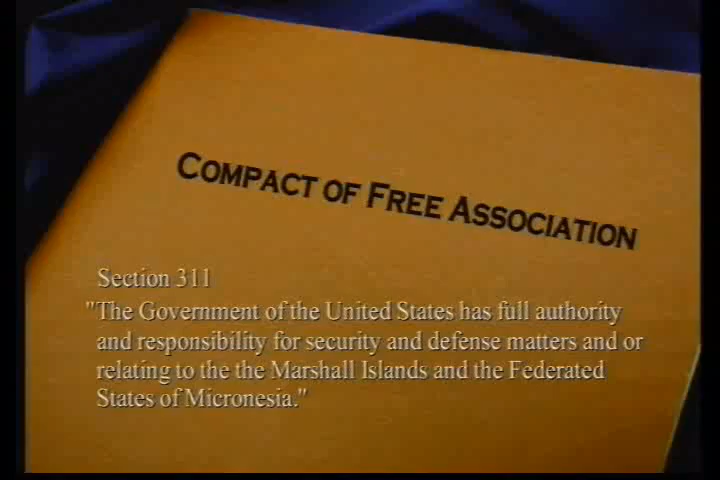 COMPACT OF FREE ASSOCIATION
Section 311
"The Government of the United States has full authority
and responsibility for security and defense matters and or
relating to the the Marshall Islands and the Federated
States of Micronesia."